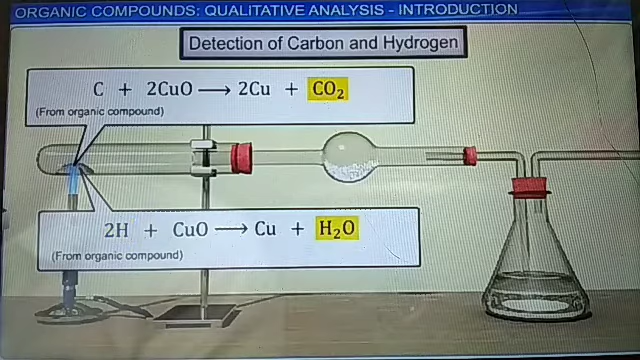 ORGANIC COMPOUNDS: QUALITATIVE ANALYSIS - INTRODUCTION
Detection of Carbon and Hydrogen
C + 2CuO ⟶ 2Cu + CO₂
(From organic compound)
2H + CuO ⟶ Cu + H₂O
(From organic compound)